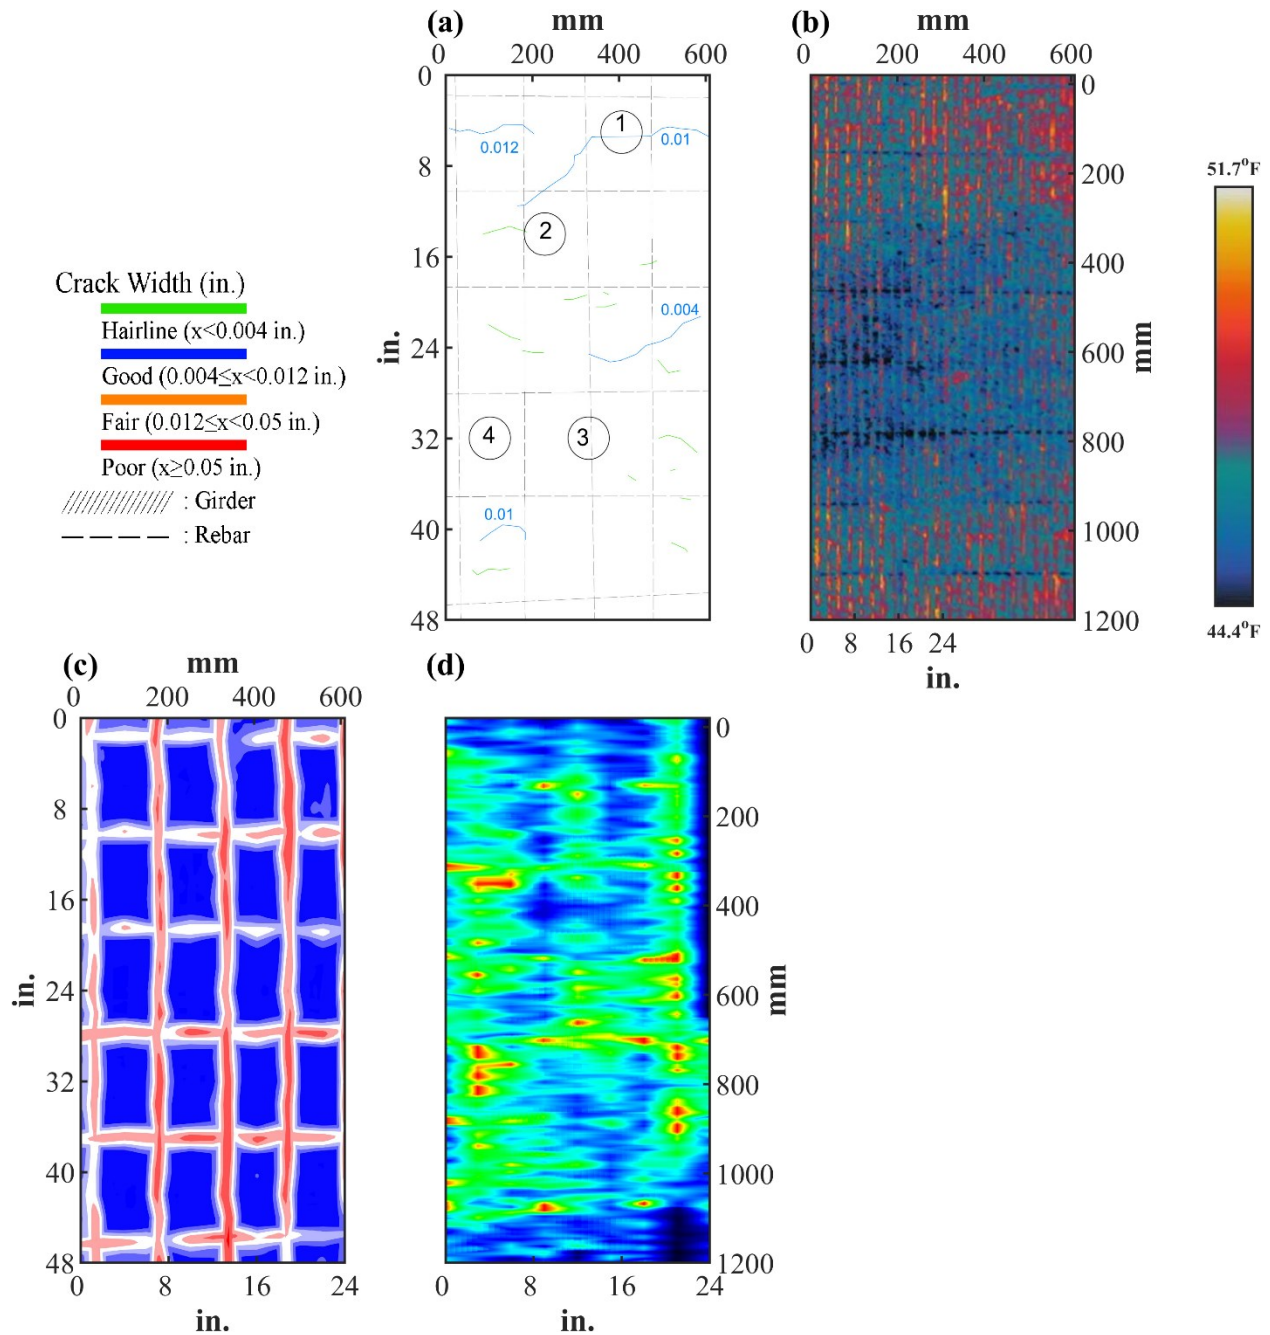 (a)
mm
0 200 400 600
0
8
16
24
32
40
48
in.
0.012
1
0.01
2
0.004
4
3
0.01
Crack Width (in.)
Hairline (x<0.004 in.)
Good (0.004≤x<0.012 in.)
Fair (0.012≤x<0.05 in.)
Poor (x≥0.05 in.)
: Girder
: Rebar
(b)
mm
0 200 400 600
0
200
400
600
800
1000
1200
mm
0 8 16 24
in.
51.7°F
44.4°F
(c)
mm
0 200 400 600
0
8
16
24
32
40
48
in.
0 8 16 24
in.
(d)
0
200
400
600
800
1000
1200
mm
0 8 16 24
in.